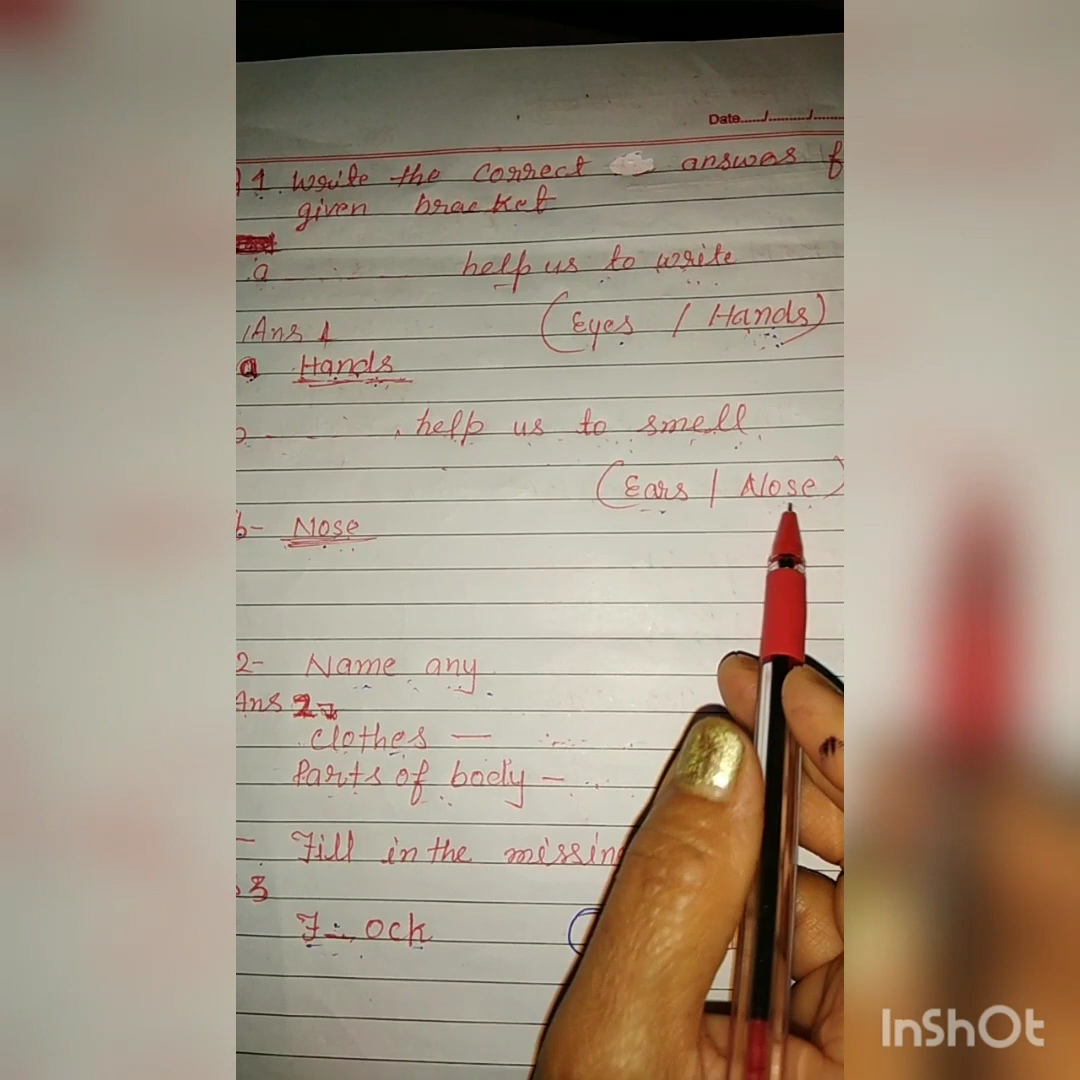 Date....../........../........
1. Write the correct answers
given bracket
a ............ help us to write
(Eyes / Hands)
Ans 1
a Hands
............ help us to smell
(Ears / Nose)
b- Nose
2- Name any
Ans 2-
Clothes — ......
Parts of body - ..
- Fill in the missing
3
F-.. ock
InShOt